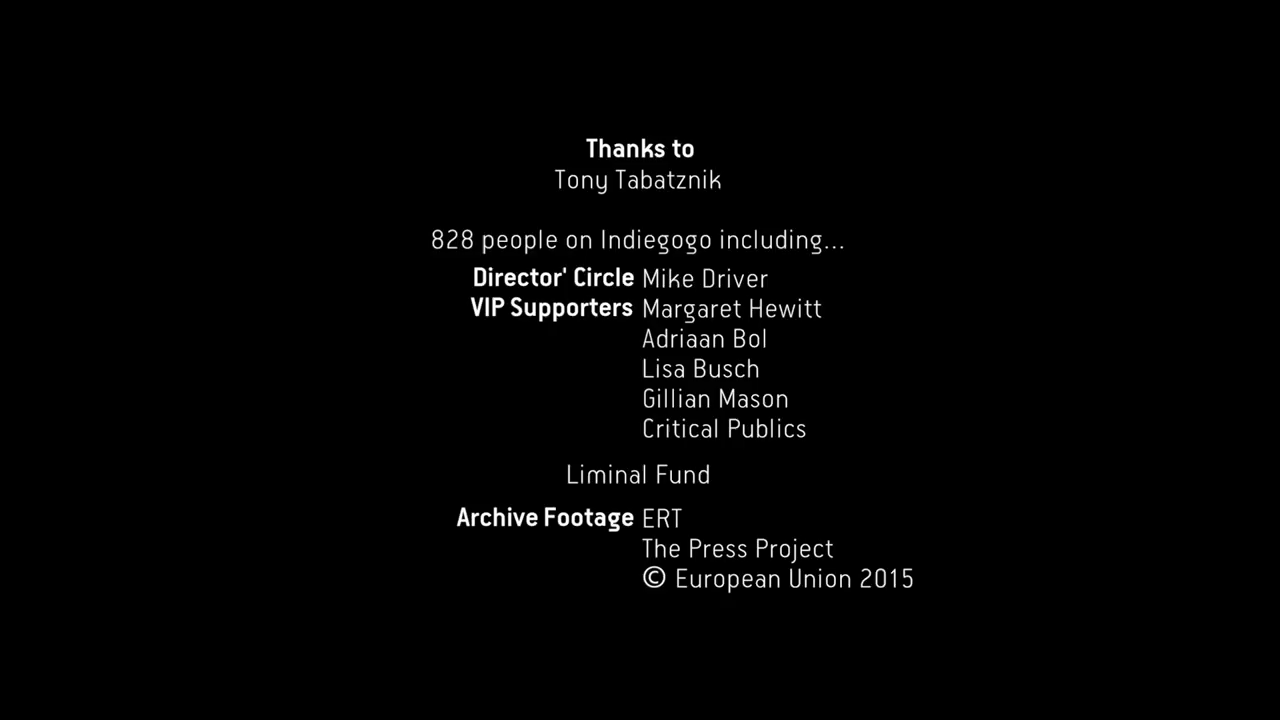 Thanks to
Tony Tabatznik
828 people on Indiegogo including...
Director' Circle Mike Driver
VIP Supporters Margaret Hewitt
Adriaan Bol
Lisa Busch
Gillian Mason
Critical Publics
Liminal Fund
Archive Footage ERT
The Press Project
© European Union 2015